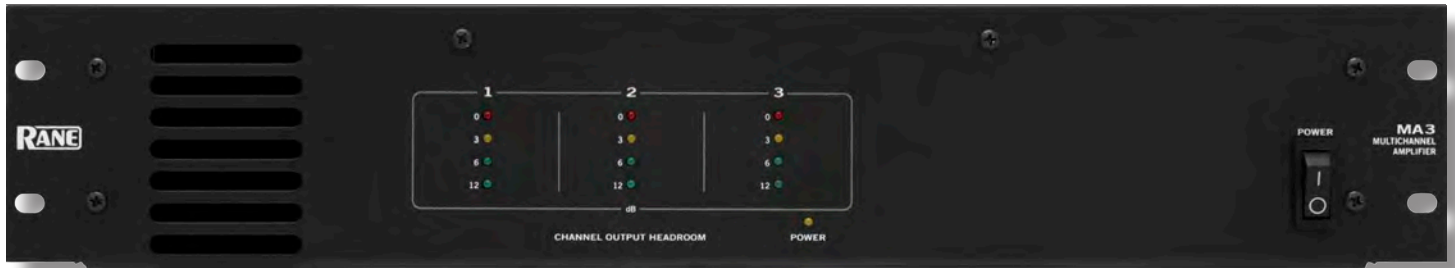 RANE
1 2 3
0 0 0
3 3 3
6 6 6
12 12 12
dB
CHANNEL OUTPUT HEADROOM
POWER
POWER
MA3
MULTICHANNEL
AMPLIFIER